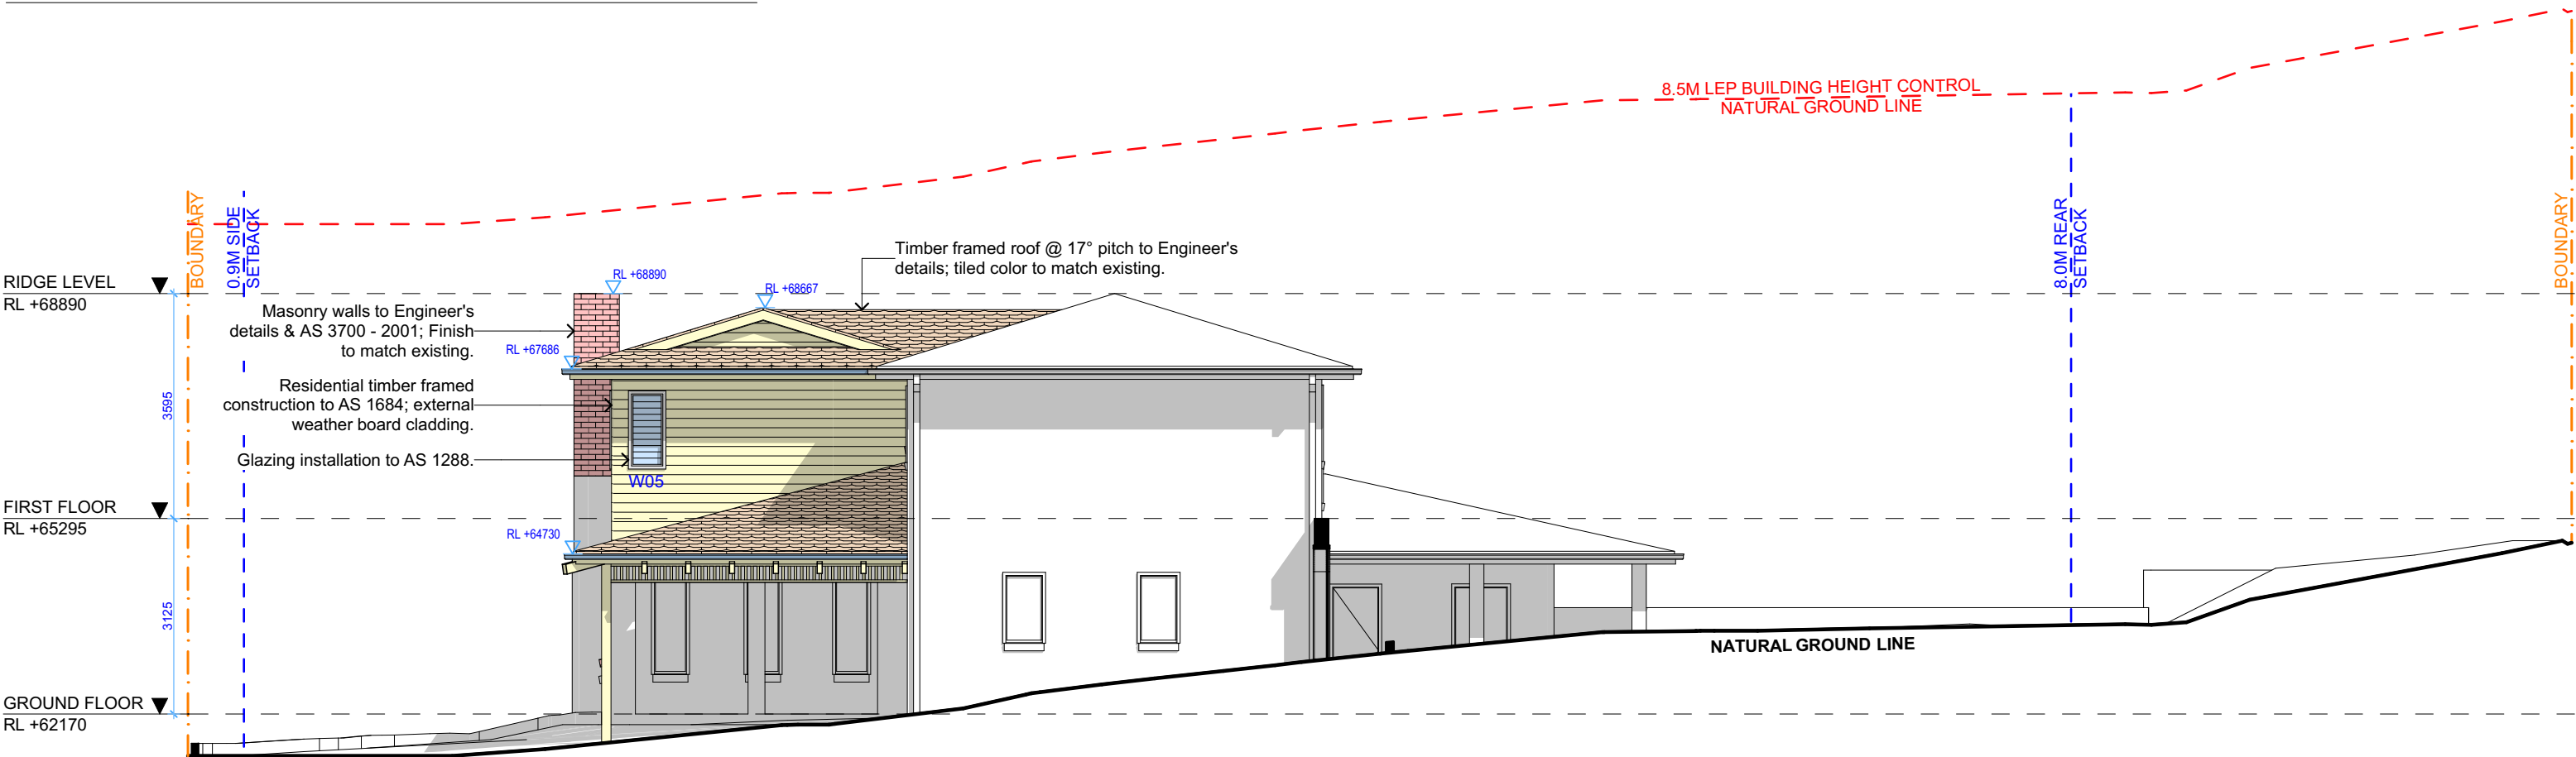 8.5M LEP BUILDING HEIGHT CONTROL
NATURAL GROUND LINE
BOUNDARY
0.9M SIDE
SETBACK
8.0M REAR
SETBACK
BOUNDARY
RIDGE LEVEL
RL +68890
RL +68890
RL +68667
Timber framed roof @ 17° pitch to Engineer's
details; tiled color to match existing.
Masonry walls to Engineer's
details & AS 3700 - 2001; Finish
to match existing.
RL +67686
Residential timber framed
construction to AS 1684; external
weather board cladding.
3595
Glazing installation to AS 1288.
W05
FIRST FLOOR
RL +65295
RL +64730
3125
NATURAL GROUND LINE
GROUND FLOOR
RL +62170